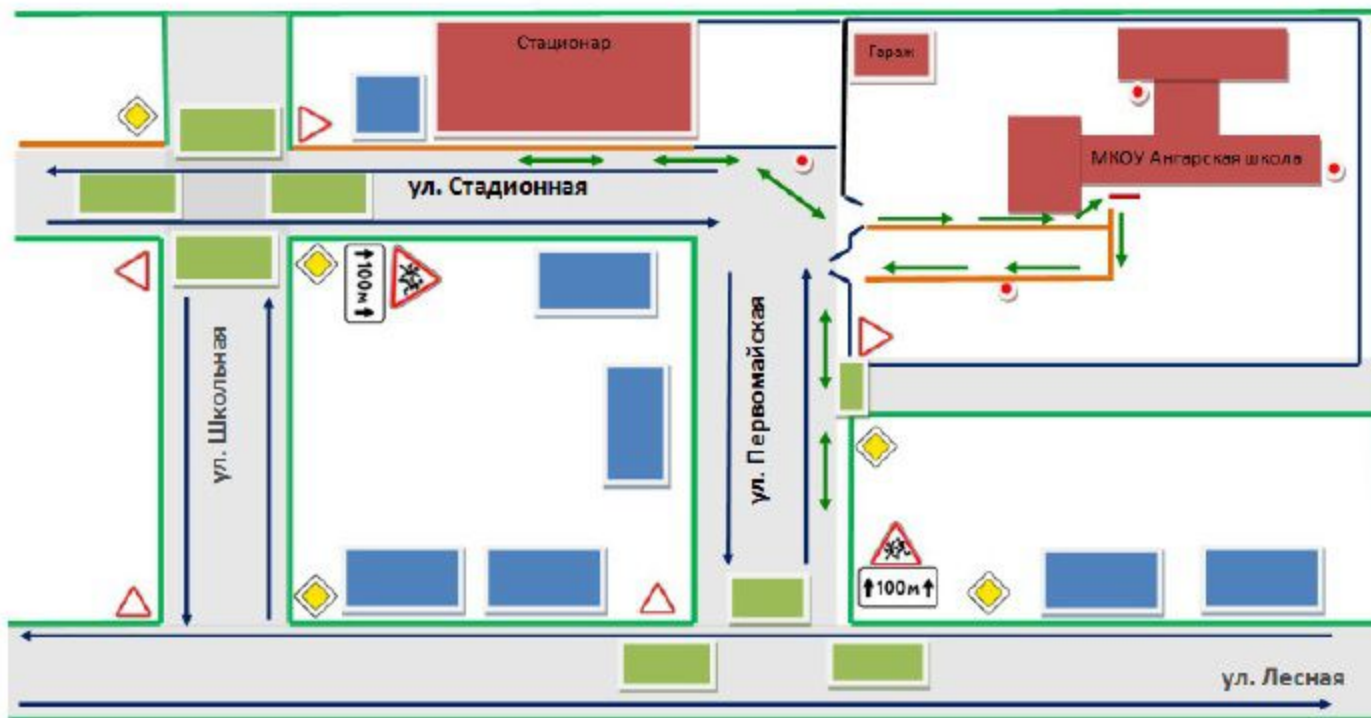 Стационар
Гараж
МКОУ Ангарская школа
ул. Стадионная
100м
ул. Школьная
ул. Первомайская
100м
ул. Лесная